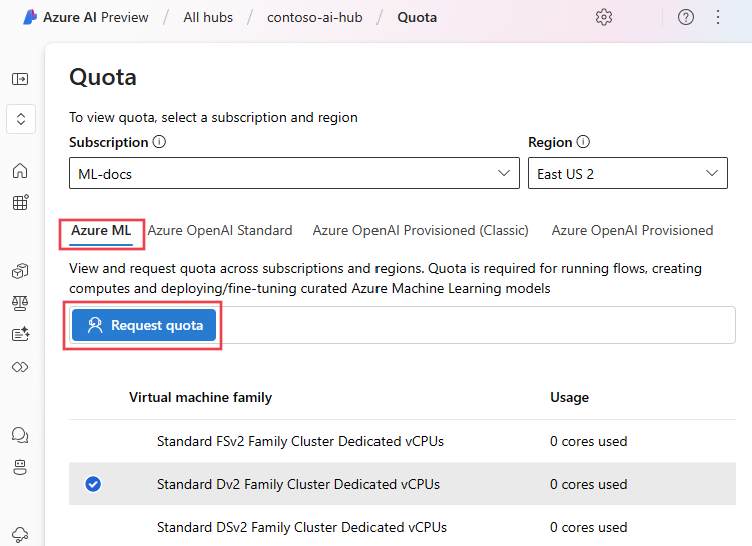 Azure AI Preview / All hubs / contoso-ai-hub / Quota
Quota
To view quota, select a subscription and region
Subscription Region
ML-docs East US 2
Azure ML Azure OpenAI Standard Azure OpenAI Provisioned (Classic) Azure OpenAI Provisioned
View and request quota across subscriptions and regions. Quota is required for running flows, creating
computes and deploying/fine-tuning curated Azure Machine Learning models
Request quota
Virtual machine family Usage
Standard FSv2 Family Cluster Dedicated vCPUs 0 cores used
Standard Dv2 Family Cluster Dedicated vCPUs 0 cores used
Standard DSv2 Family Cluster Dedicated vCPUs 0 cores used